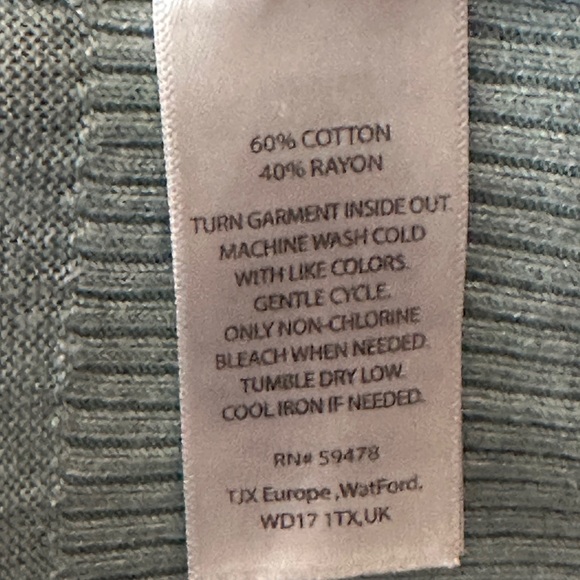 60% COTTON
40% RAYON
TURN GARMENT INSIDE OUT.
MACHINE WASH COLD
WITH LIKE COLORS.
GENTLE CYCLE.
ONLY NON-CHLORINE
BLEACH WHEN NEEDED.
TUMBLE DRY LOW.
COOL IRON IF NEEDED.
RN# 59478
TJX Europe ,WatFord,
WD17 1TX,UK